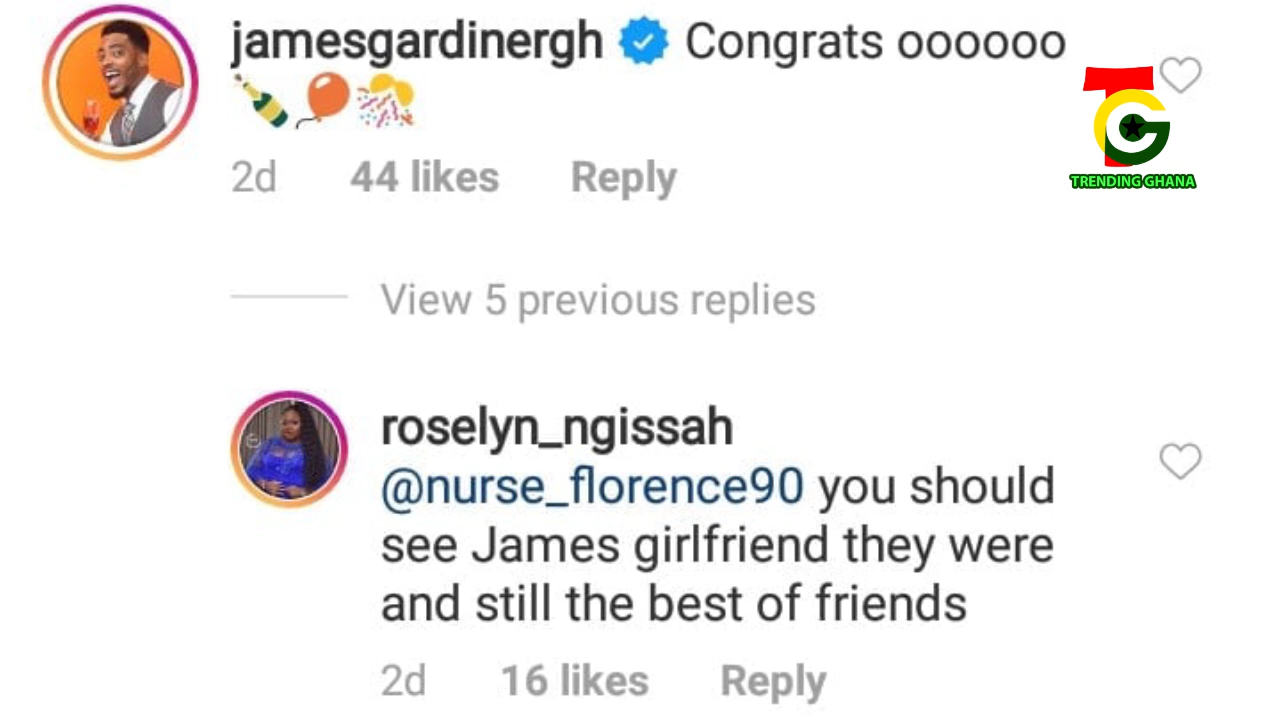 jamesgardinergh Congrats oooooo
🍾🎈🎊
2d 44 likes Reply
TRENDING GHANA
View 5 previous replies
roselyn_ngissah
@nurse_florence90 you should
see James girlfriend they were
and still the best of friends
2d 16 likes Reply